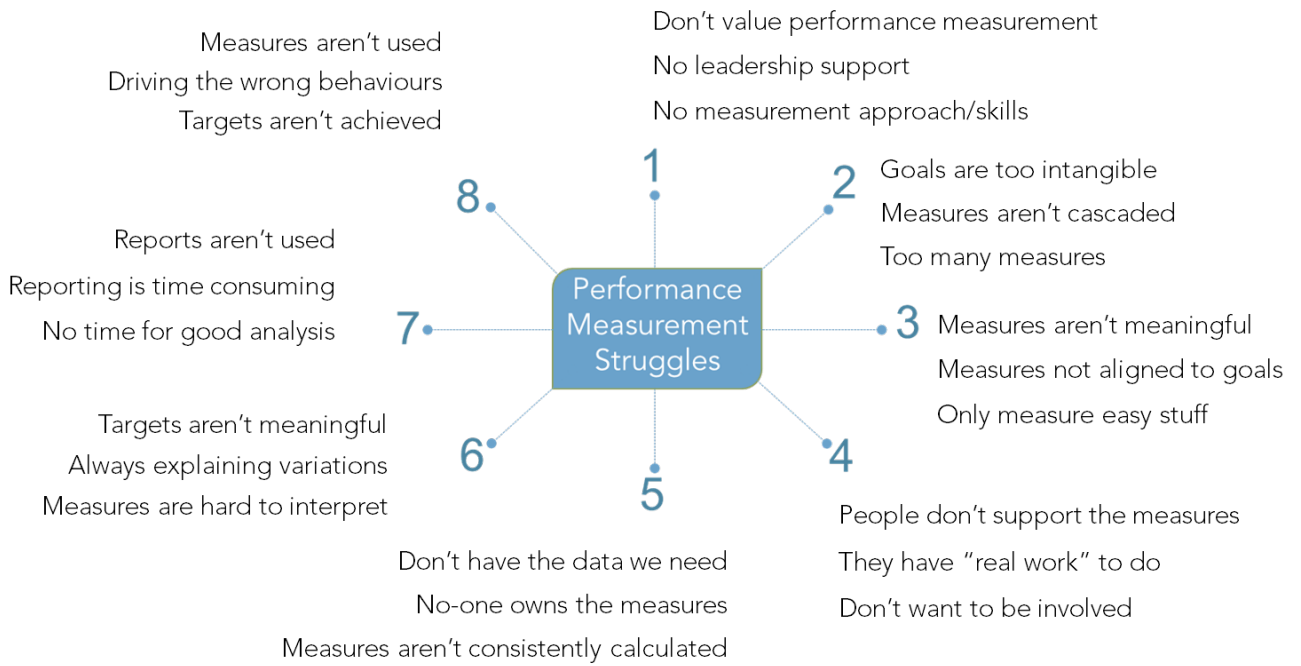 Don’t value performance measurement
No leadership support
No measurement approach/skills
1
2
Goals are too intangible
Measures aren’t cascaded
Too many measures
3
Measures aren’t meaningful
Measures not aligned to goals
Only measure easy stuff
4
People don’t support the measures
They have “real work” to do
Don’t want to be involved
5
Don’t have the data we need
No-one owns the measures
Measures aren’t consistently calculated
6
Targets aren’t meaningful
Always explaining variations
Measures are hard to interpret
7
Reports aren’t used
Reporting is time consuming
No time for good analysis
8
Measures aren’t used
Driving the wrong behaviours
Targets aren’t achieved
Performance
Measurement
Struggles